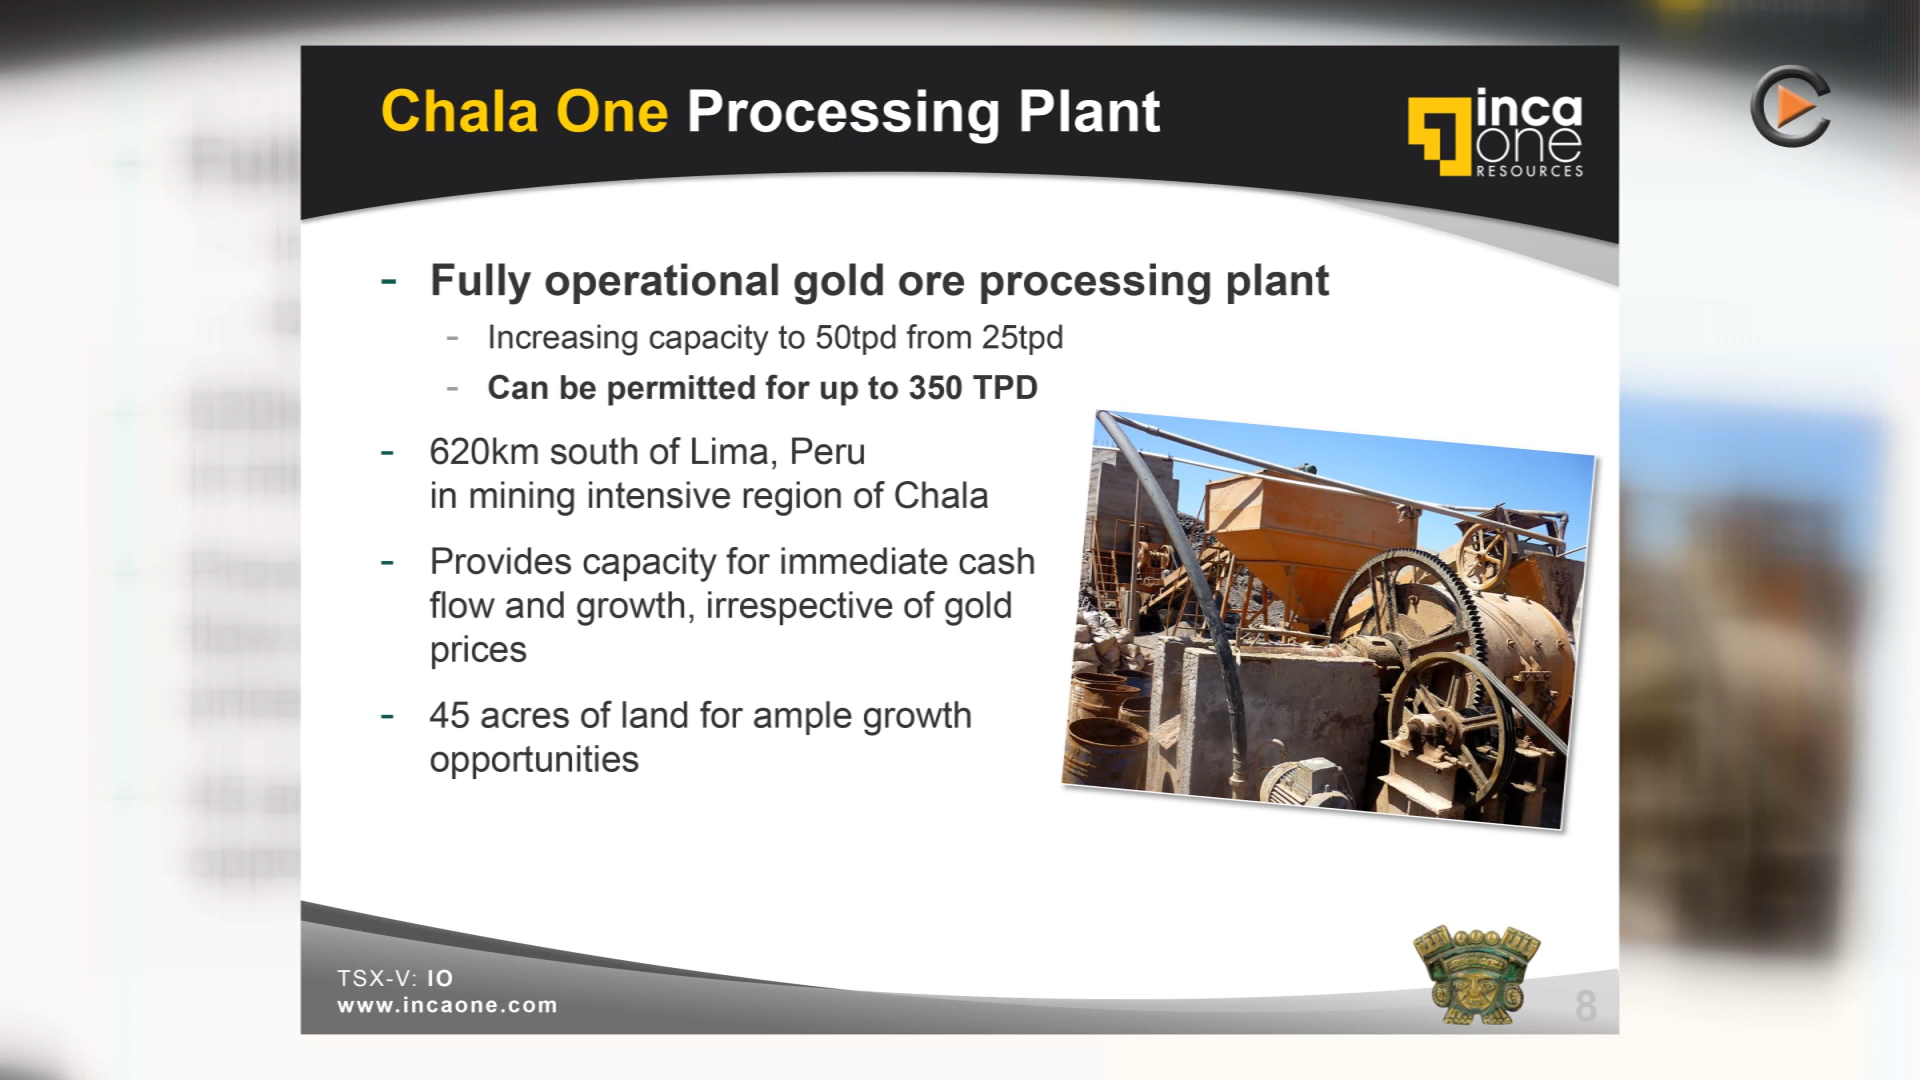 Chala One Processing Plant
inca
one
RESOURCES
- Fully operational gold ore processing plant
- Increasing capacity to 50tpd from 25tpd
- Can be permitted for up to 350 TPD
- 620km south of Lima, Peru
in mining intensive region of Chala
- Provides capacity for immediate cash
flow and growth, irrespective of gold
prices
- 45 acres of land for ample growth
opportunities
TSX-V: IO
www.incaone.com
8